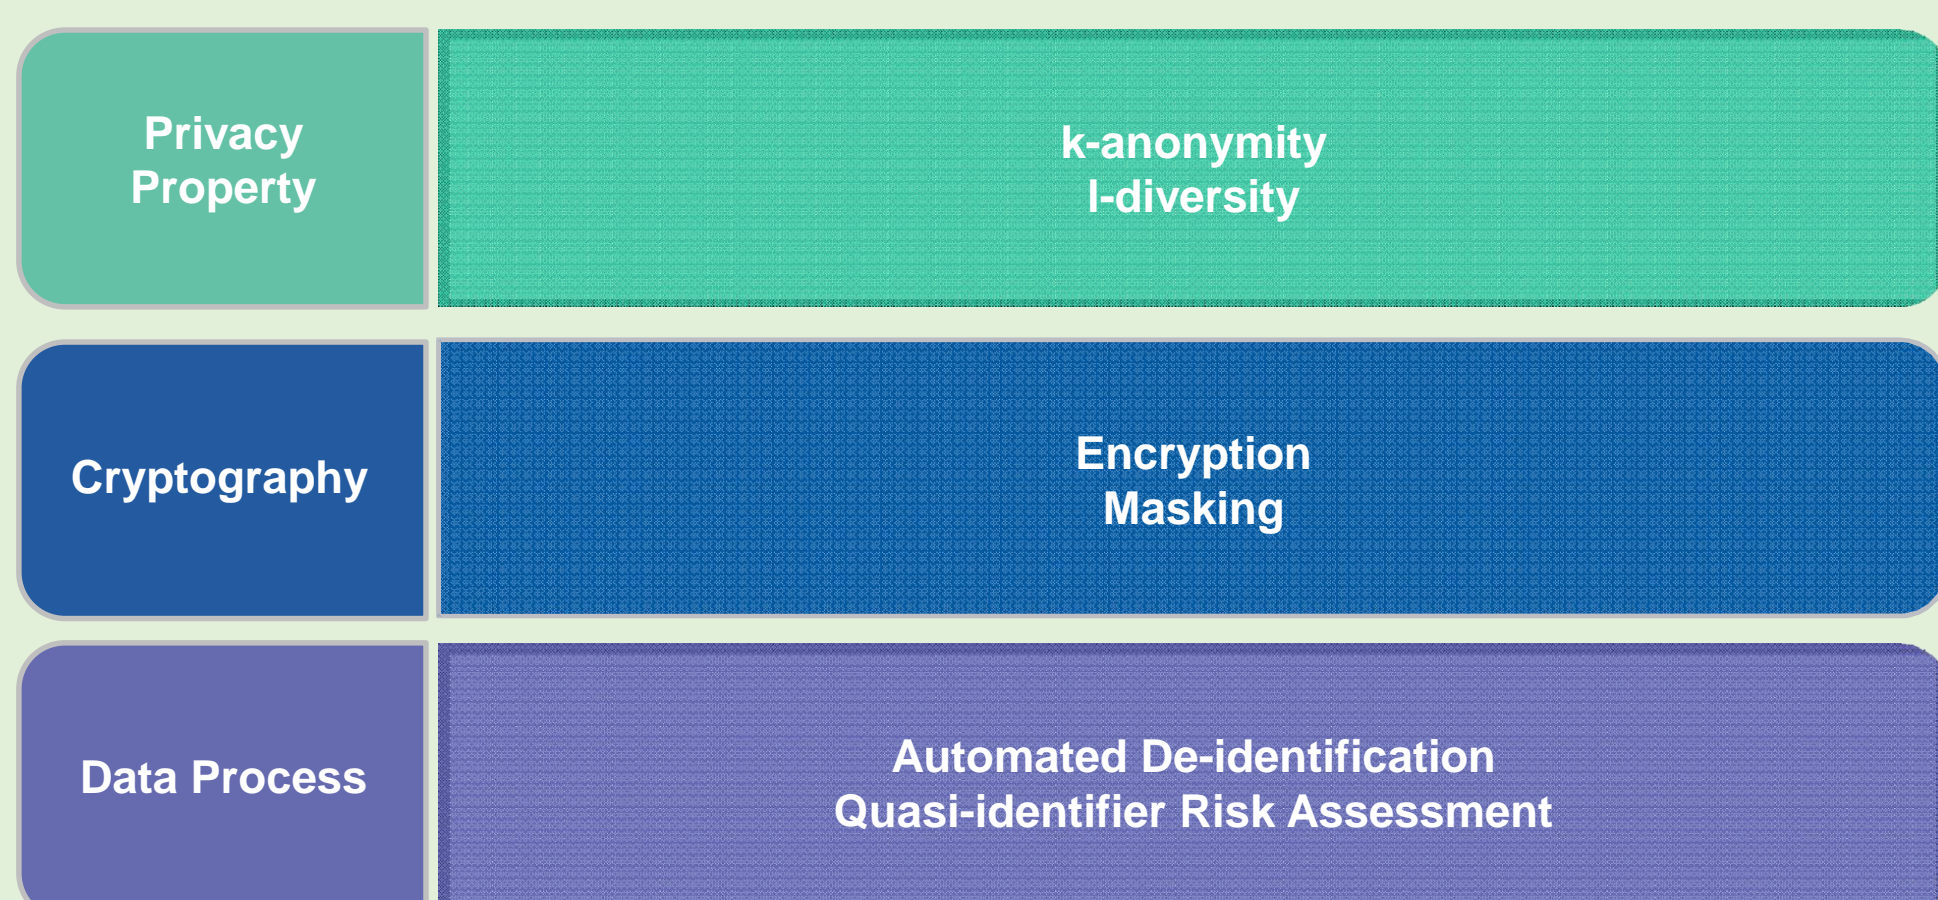 Privacy
Property
k-anonymity
l-diversity
Cryptography
Encryption
Masking
Data Process
Automated De-identification
Quasi-identifier Risk Assessment